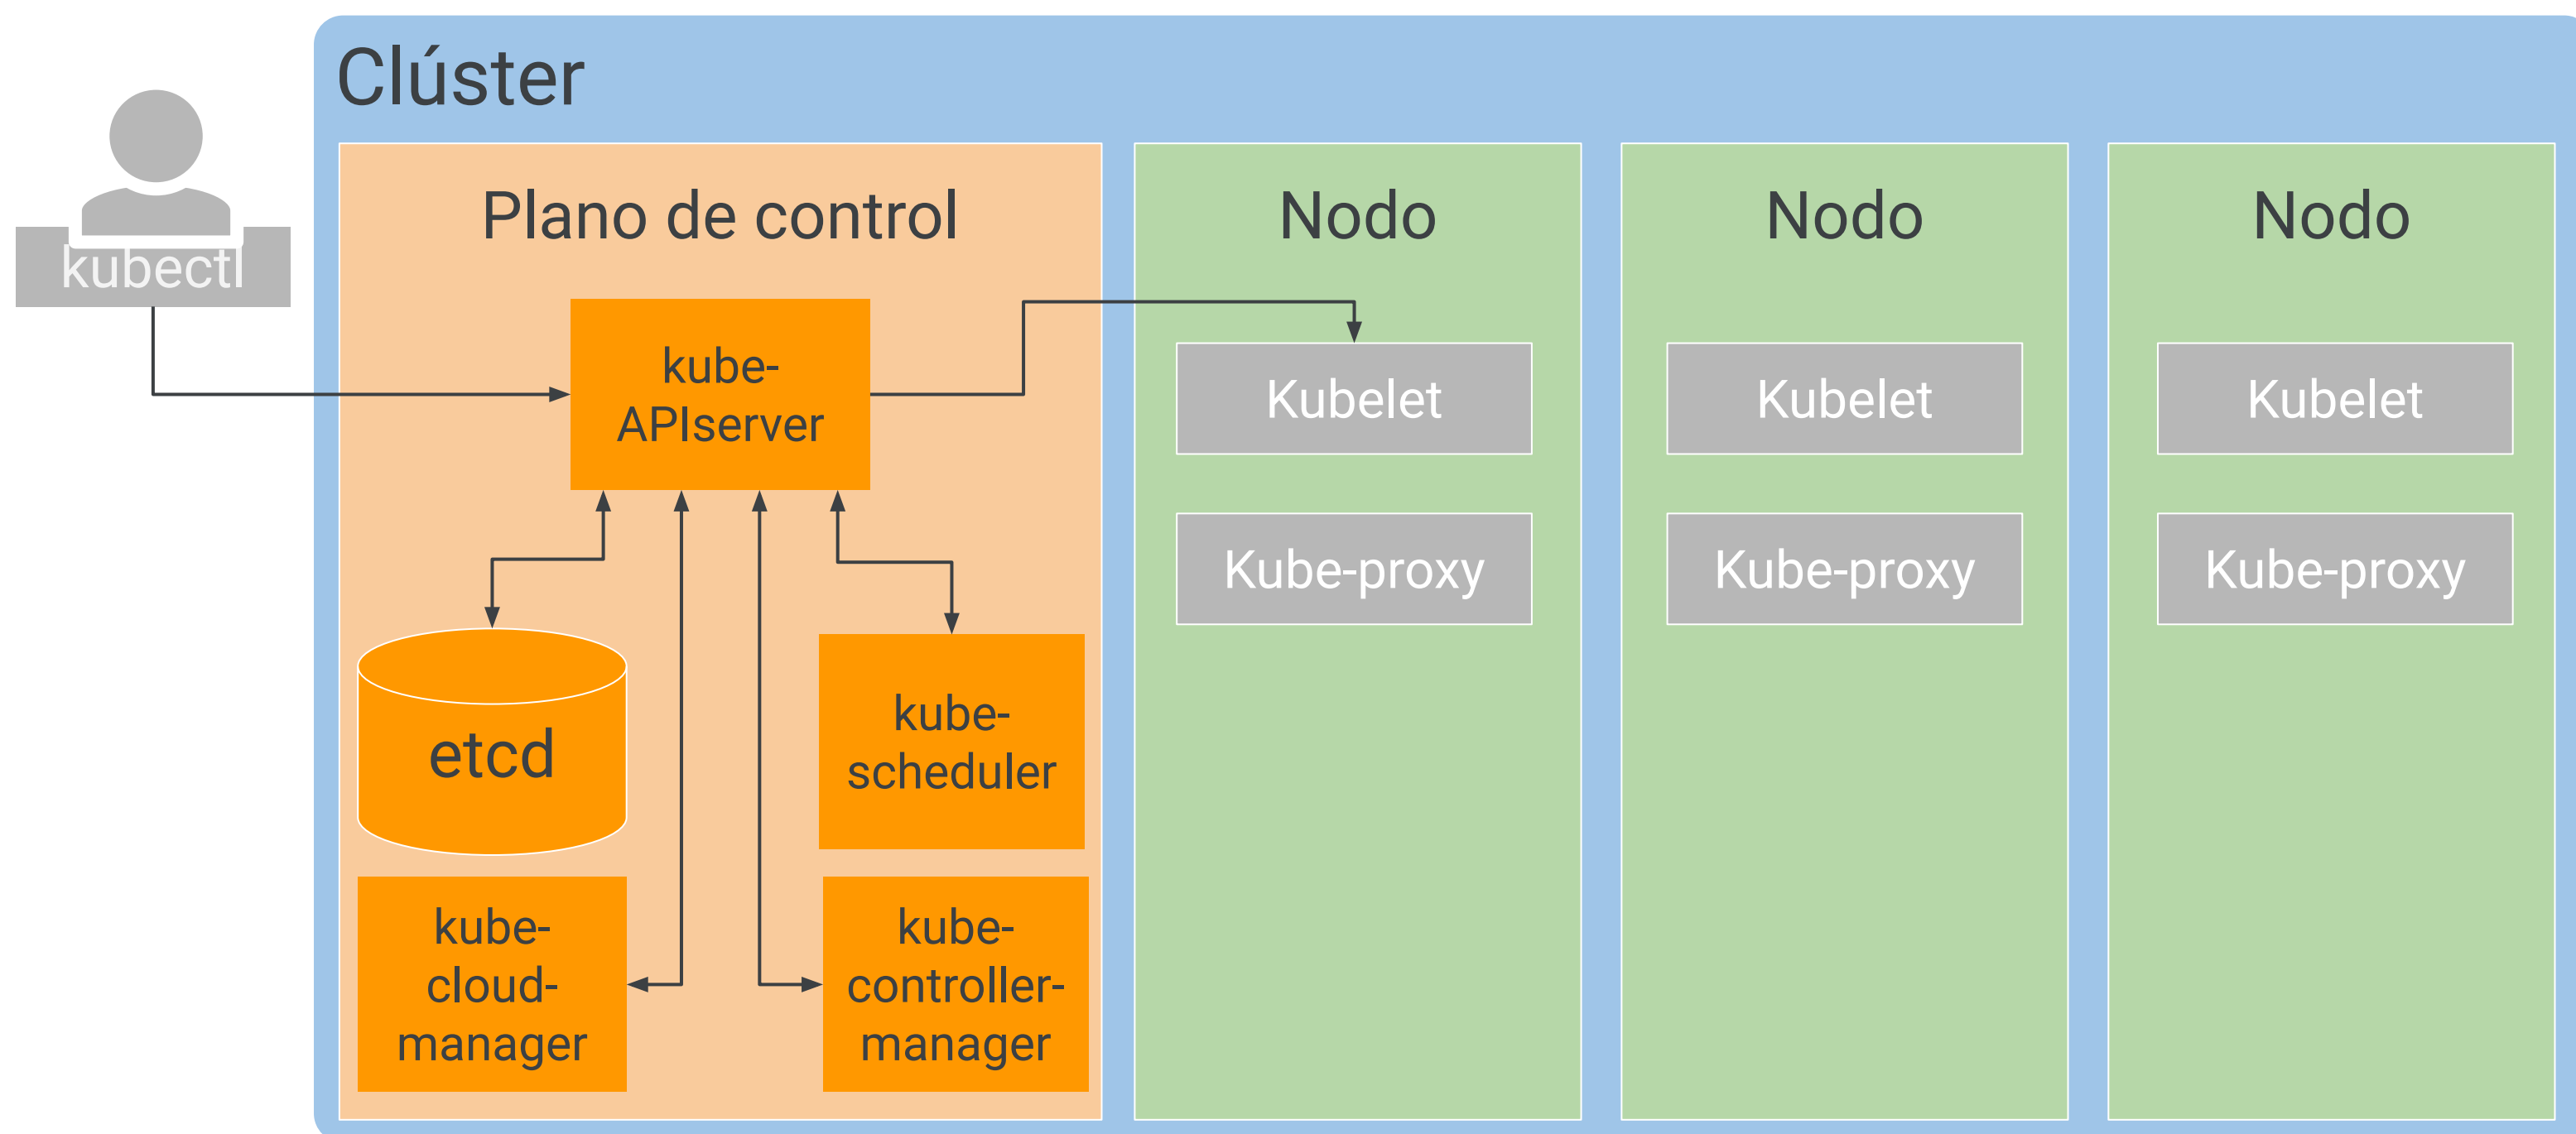 Clúster
kubectl
Plano de control
kube-
APIserver
etcd
kube-
scheduler
kube-
cloud-
manager
kube-
controller-
manager
Nodo
Kubelet
Kube-proxy
Nodo
Kubelet
Kube-proxy
Nodo
Kubelet
Kube-proxy